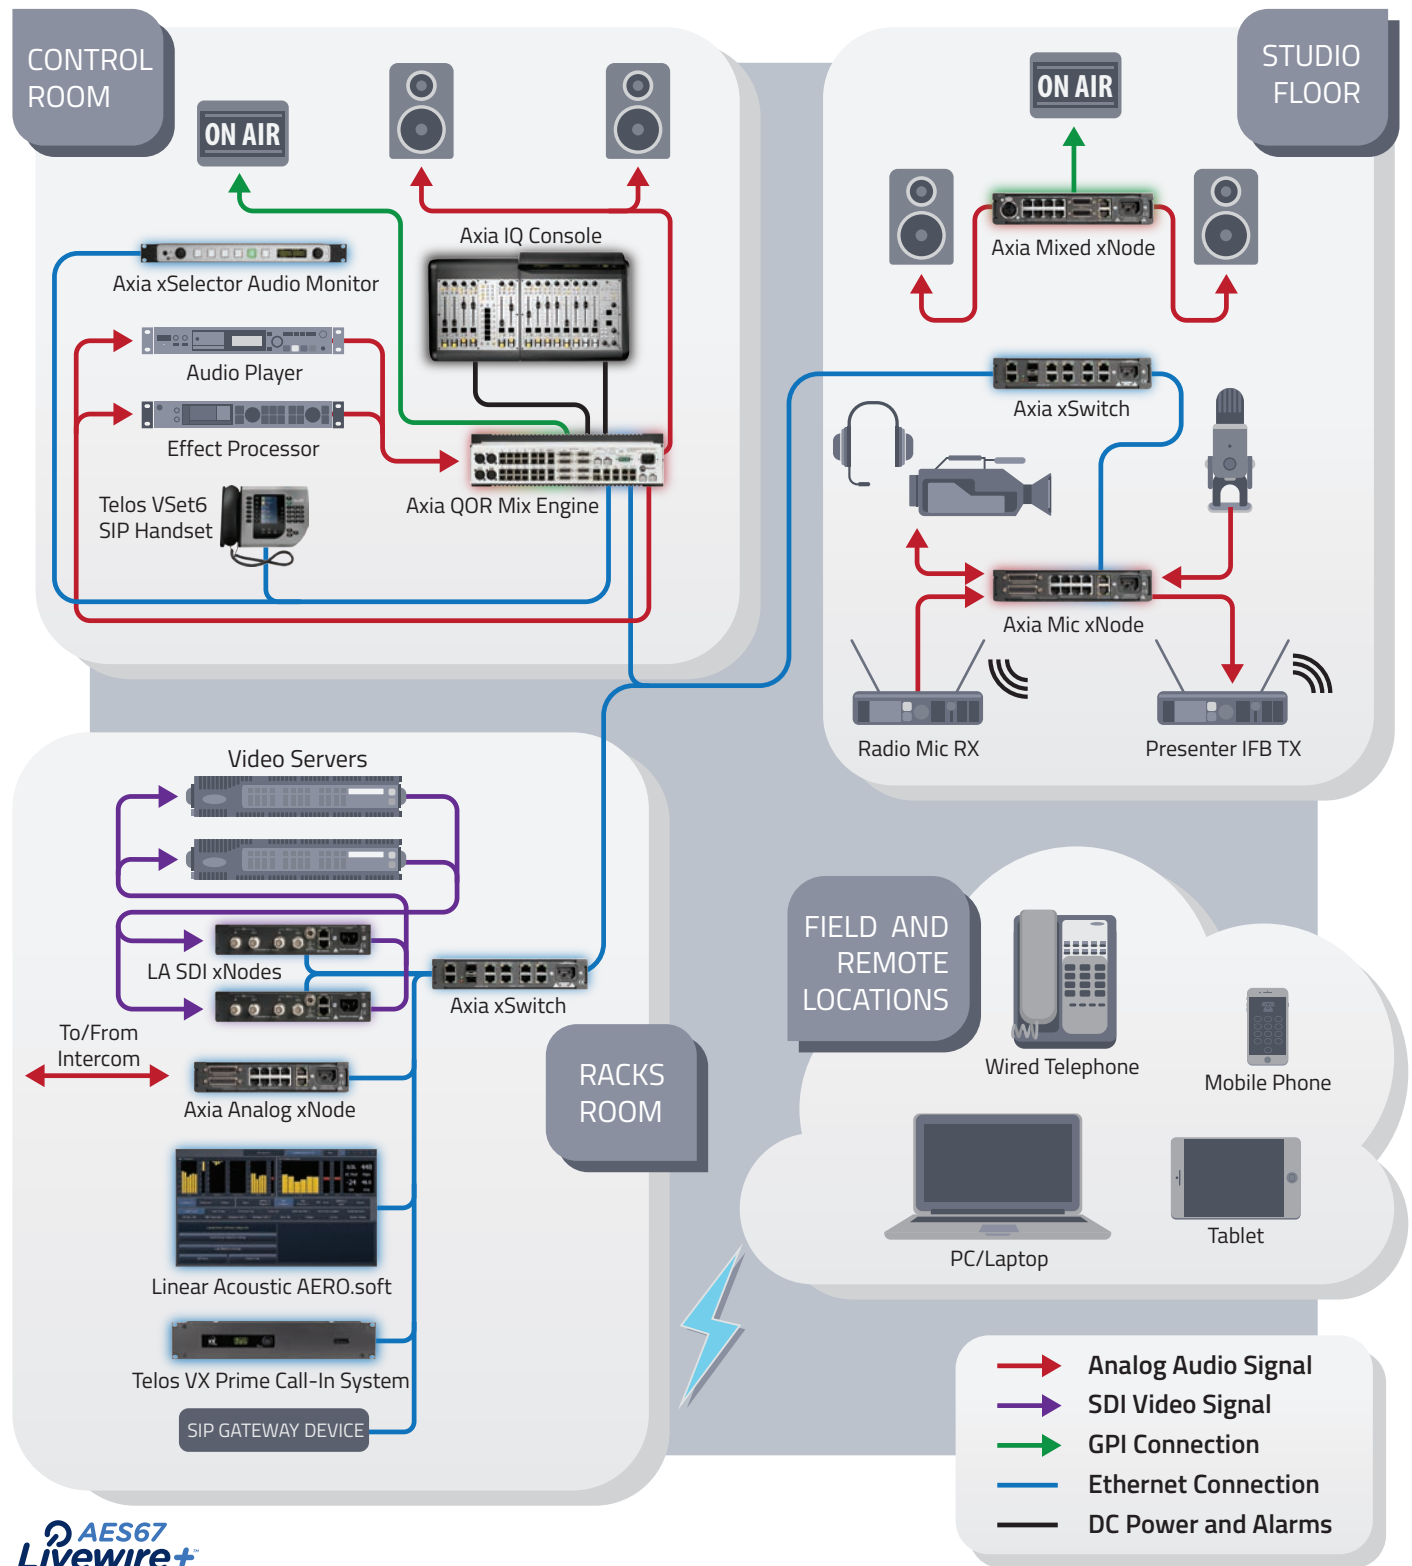 CONTROL
ROOM
ON AIR
Axia xSelector Audio Monitor
Audio Player
Effect Processor
Telos VSet6
SIP Handset
Axia IQ Console
Axia QOR Mix Engine
STUDIO
FLOOR
ON AIR
Axia Mixed xNode
Axia xSwitch
Axia Mic xNode
Radio Mic RX
Presenter IFB TX
Video Servers
LA SDI xNodes
Axia xSwitch
To/From
Intercom
Axia Analog xNode
Linear Acoustic AERO.soft
Telos VX Prime Call-In System
SIP GATEWAY DEVICE
RACKS
ROOM
FIELD AND
REMOTE
LOCATIONS
Wired Telephone
Mobile Phone
PC/Laptop
Tablet
Analog Audio Signal
SDI Video Signal
GPI Connection
Ethernet Connection
DC Power and Alarms
AES67
Livewire+™